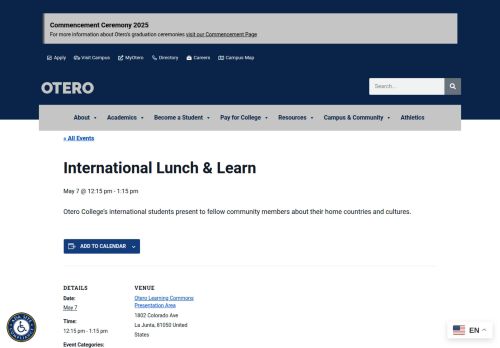 Commencement Ceremony 2025
For more information about Otero's graduation ceremonies visit our Commencement Page
Apply
Visit Campus
MyOtero
Directory
Careers
Campus Map
OTERO
Search...
About
Academics
Become a Student
Pay for College
Resources
Campus & Community
Athletics
« All Events
International Lunch & Learn
May 7 @ 12:15 pm - 1:15 pm
Otero College's international students present to fellow community members about their home countries and cultures.
ADD TO CALENDAR
DETAILS
Date:
May 7
Time:
12:15 pm - 1:15 pm
Event Categories:
VENUE
Otero Learning Commons
Presentation Area
1802 Colorado Ave
La Junta, 81050 United
States
EN